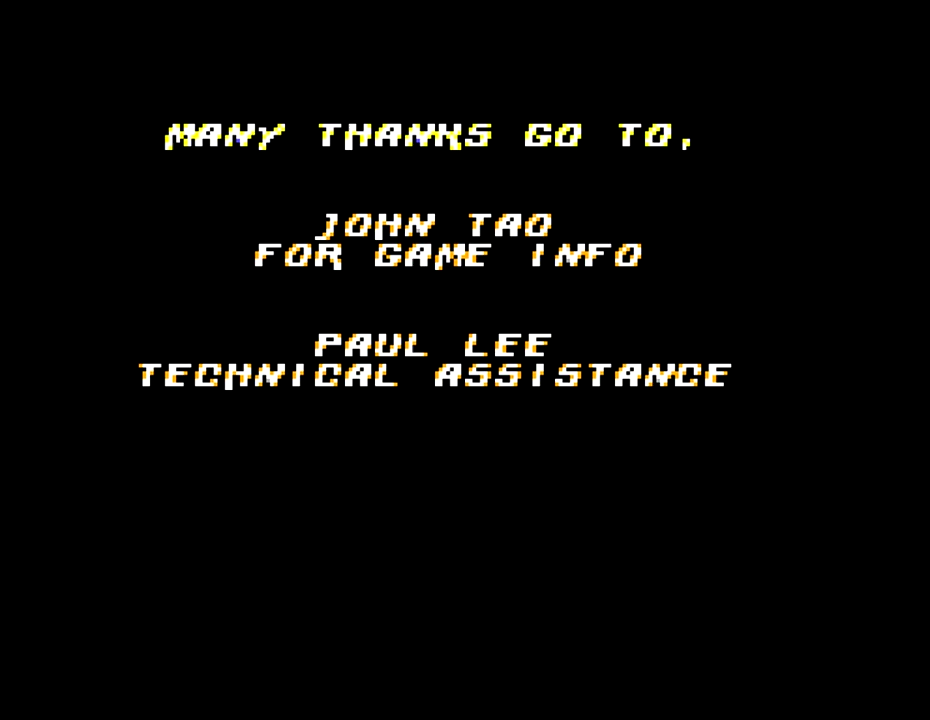 MANY THANKS GO TO,
JOHN TAO
FOR GAME INFO
PAUL LEE
TECHNICAL ASSISTANCE